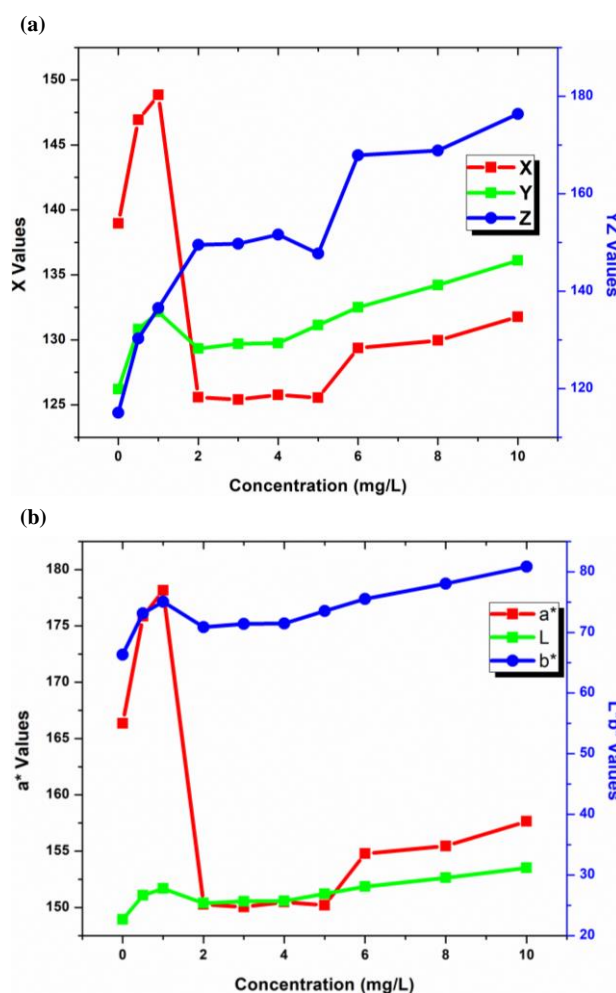 (a)
150
145
140
135
130
125
X Values
180
160
140
120
YZ Values
X
Y
Z
0 2 4 6 8 10
Concentration (mg/L)
(b)
180
175
170
165
160
155
150
a* Values
80
70
60
50
40
30
20
L b* Values
a*
L
b*
0 2 4 6 8 10
Concentration (mg/L)